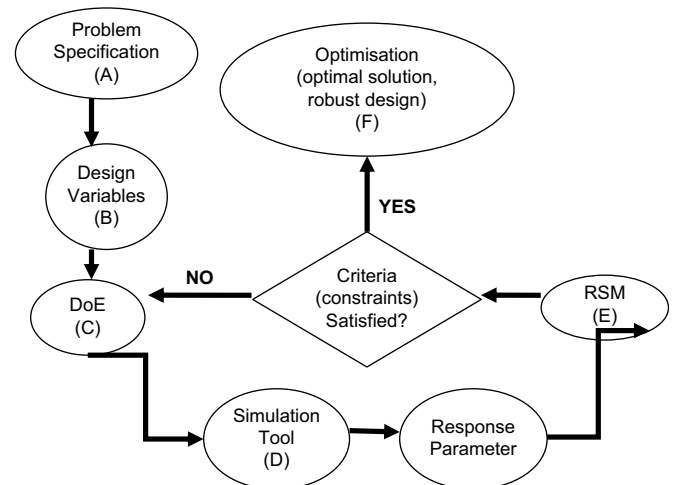 Problem
Specification
(A)
Optimisation
(optimal solution,
robust design)
(F)
Design
Variables
(B)
YES
NO
DoE
(C)
Criteria
(constraints)
Satisfied?
RSM
(E)
Simulation
Tool
(D)
Response
Parameter